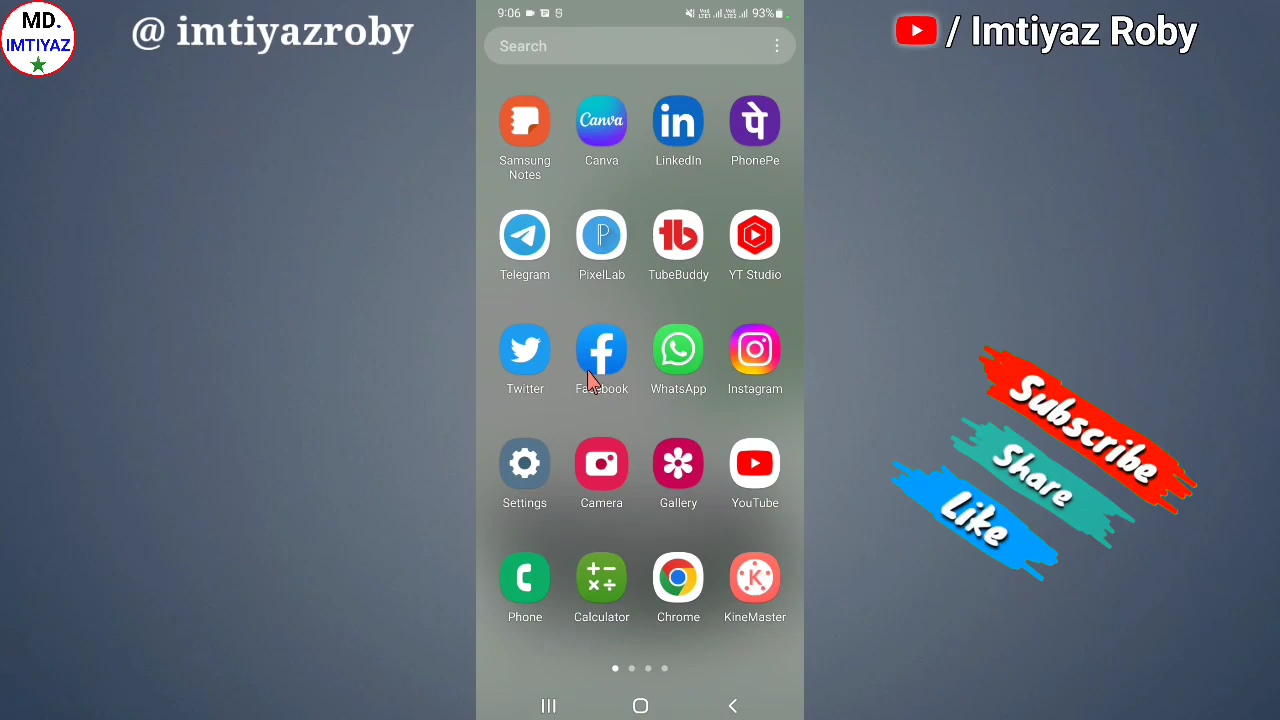 MD.
IMTIYAZ
@ imtiyazroby
/ Imtiyaz Roby
9:06
93%
Search
Canva
in
पे
Samsung Notes
Canva
LinkedIn
PhonePe
P
tb
Telegram
PixelLab
TubeBuddy
YT Studio
f
Twitter
Facebook
WhatsApp
Instagram
Settings
Camera
Gallery
YouTube
K
Phone
Calculator
Chrome
KineMaster
Subscribe
Share
Like